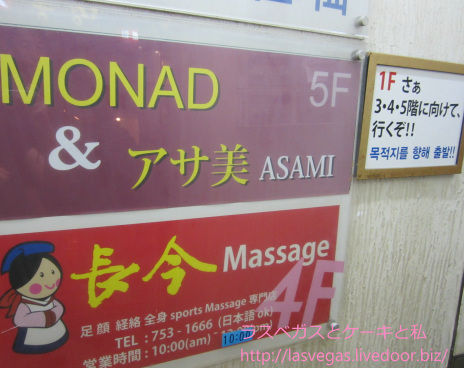 MONAD
5F
& アサ美 ASAMI
長今 Massage
4F
足 顔 経絡 全身 sports Massage 専門店
TEL : 753-1666 (日本語 ok)
営業時間 : 10:00(am)
10:00
1F さぁ
3・4・5階に向けて、
行くぞ!!
목적지를 향해 출발!!
ラスベガスとケーキと私
http://lasvegas.livedoor.biz/